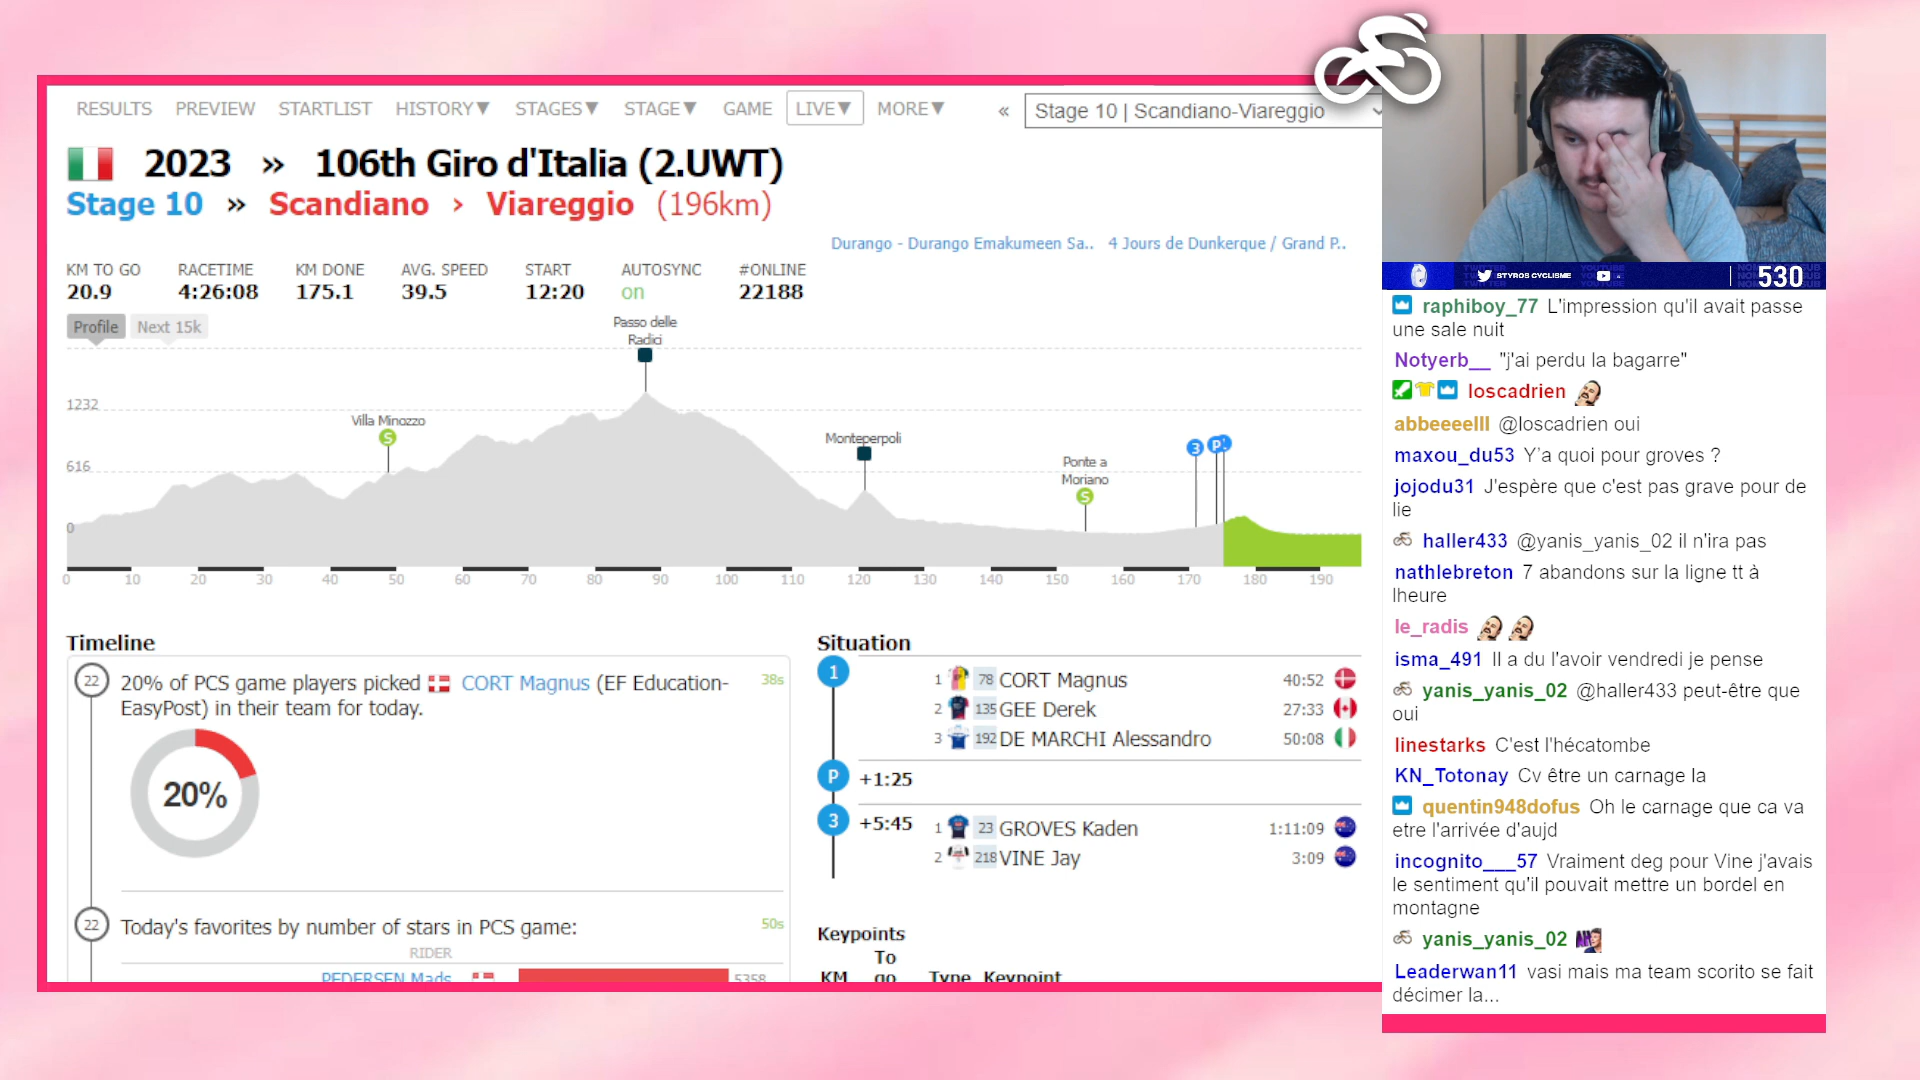 RESULTS PREVIEW STARTLIST HISTORY▼ STAGES▼ STAGE▼ GAME LIVE▼ MORE▼ « Stage 10 | Scandiano-Viareggio
2023 » 106th Giro d'Italia (2.UWT)
Stage 10 » Scandiano › Viareggio (196km)
Durango - Durango Emakumeen Sa.. 4 Jours de Dunkerque / Grand P..
KM TO GO RACETIME KM DONE AVG. SPEED START AUTOSYNC #ONLINE
20.9 4:26:08 175.1 39.5 12:20 on 22188
Profile Next 15k
Passo delle
Radici
1232
Villa Minozzo
S
Monteperpoli
616
Ponte a
Moriano
S
3 P
0
0 10 20 30 40 50 60 70 80 90 100 110 120 130 140 150 160 170 180 190
Timeline
22 20% of PCS game players picked CORT Magnus (EF Education- 38s
EasyPost) in their team for today.
20%
22 Today's favorites by number of stars in PCS game: 50s
RIDER
PEDERSEN Mads 5358
Situation
1
1 78 CORT Magnus 40:52
2 135 GEE Derek 27:33
3 192 DE MARCHI Alessandro 50:08
P +1:25
3 +5:45 1 23 GROVES Kaden 1:11:09
2 218 VINE Jay 3:09
Keypoints
To
KM go Type Keypoint
STYROS CYCLISME
530
raphiboy_77 L'impression qu'il avait passe
une sale nuit
Notyerb__ "j'ai perdu la bagarre"
loscadrien
abbeeeelll @loscadrien oui
maxou_du53 Y'a quoi pour groves ?
jojodu31 J'espère que c'est pas grave pour de
lie
haller433 @yanis_yanis_02 il n'ira pas
nathlebreton 7 abandons sur la ligne tt à
lheure
le_radis
isma_491 Il a du l'avoir vendredi je pense
yanis_yanis_02 @haller433 peut-être que
oui
linestarks C'est l'hécatombe
KN_Totonay Cv être un carnage la
quentin948dofus Oh le carnage que ca va
etre l'arrivée d'aujd
incognito___57 Vraiment deg pour Vine j'avais
le sentiment qu'il pouvait mettre un bordel en
montagne
yanis_yanis_02
Leaderwan11 vasi mais ma team scorito se fait
décimer la...